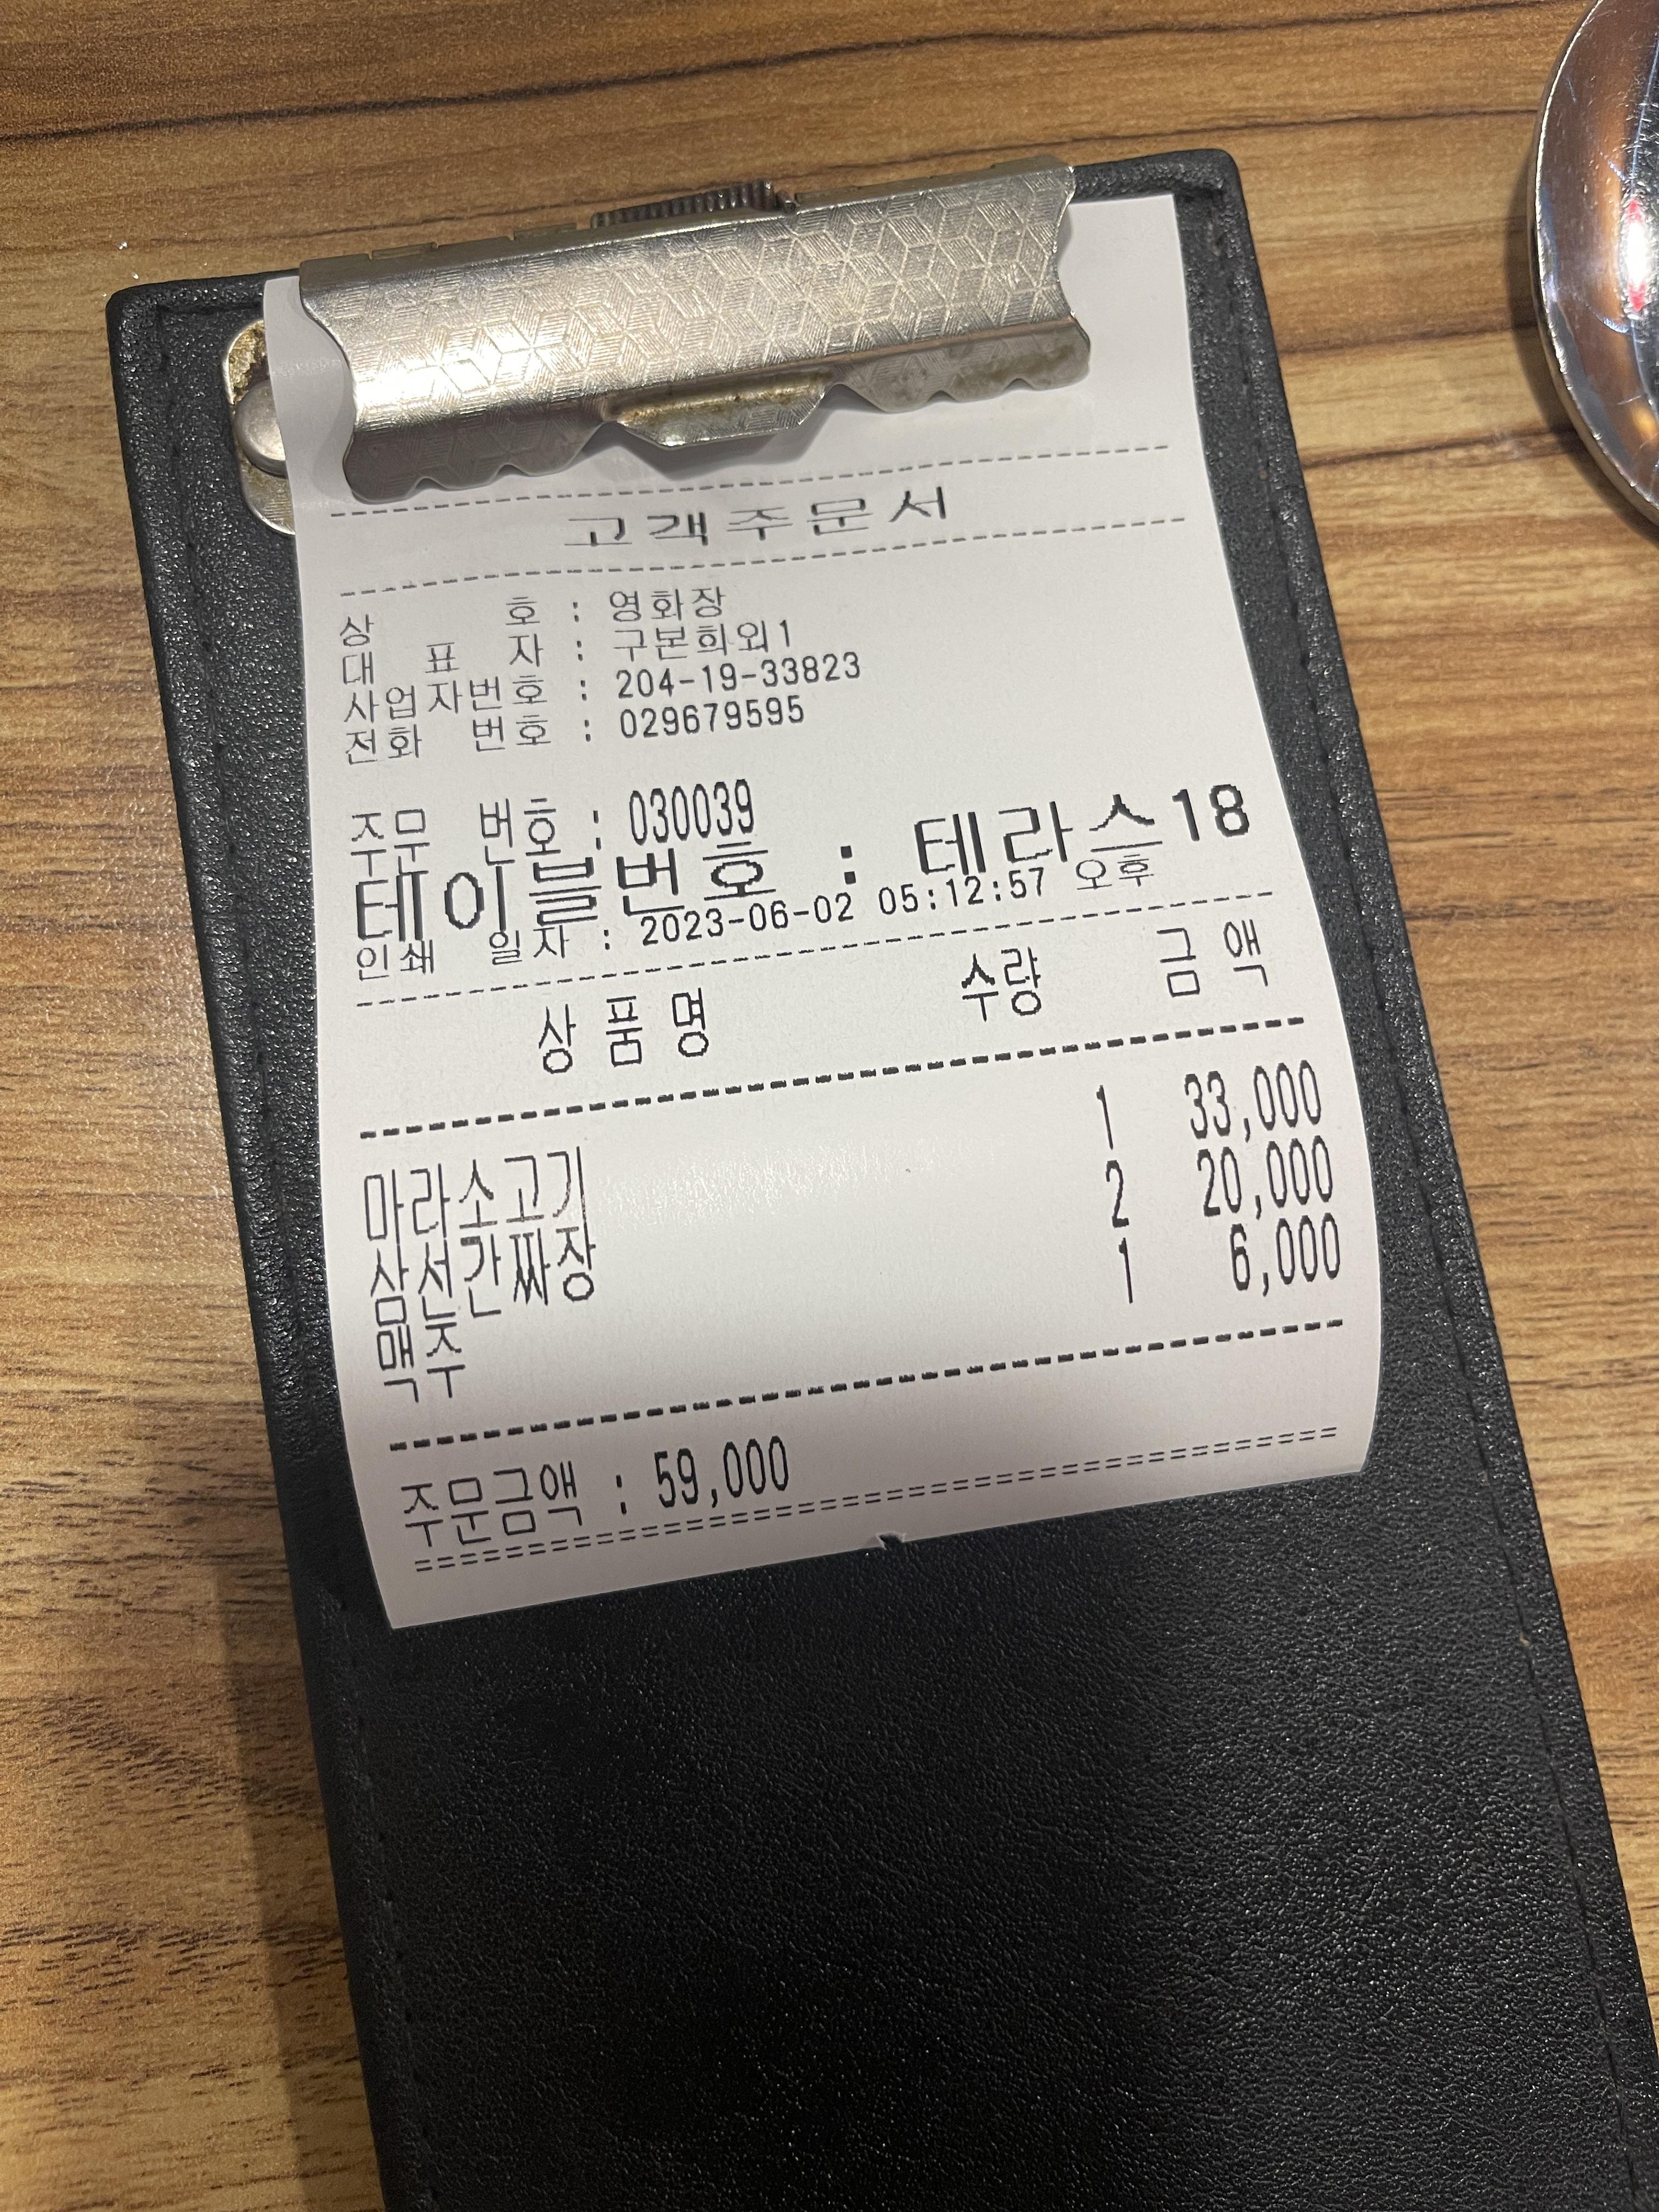 고객주문서
상 호 : 영화장
대 표 자 : 구본희외1
사업자번호 : 204-19-33823
전화 번호 : 029679595
주문 번호 : 030039
테이블번호 : 테라스18
인쇄 일자 : 2023-06-02 05:12:57 오후
상 품 명 수량 금 액
마라소고기 1 33,000
삼선간짜장 2 20,000
맥주 1 6,000
주문금액 : 59,000